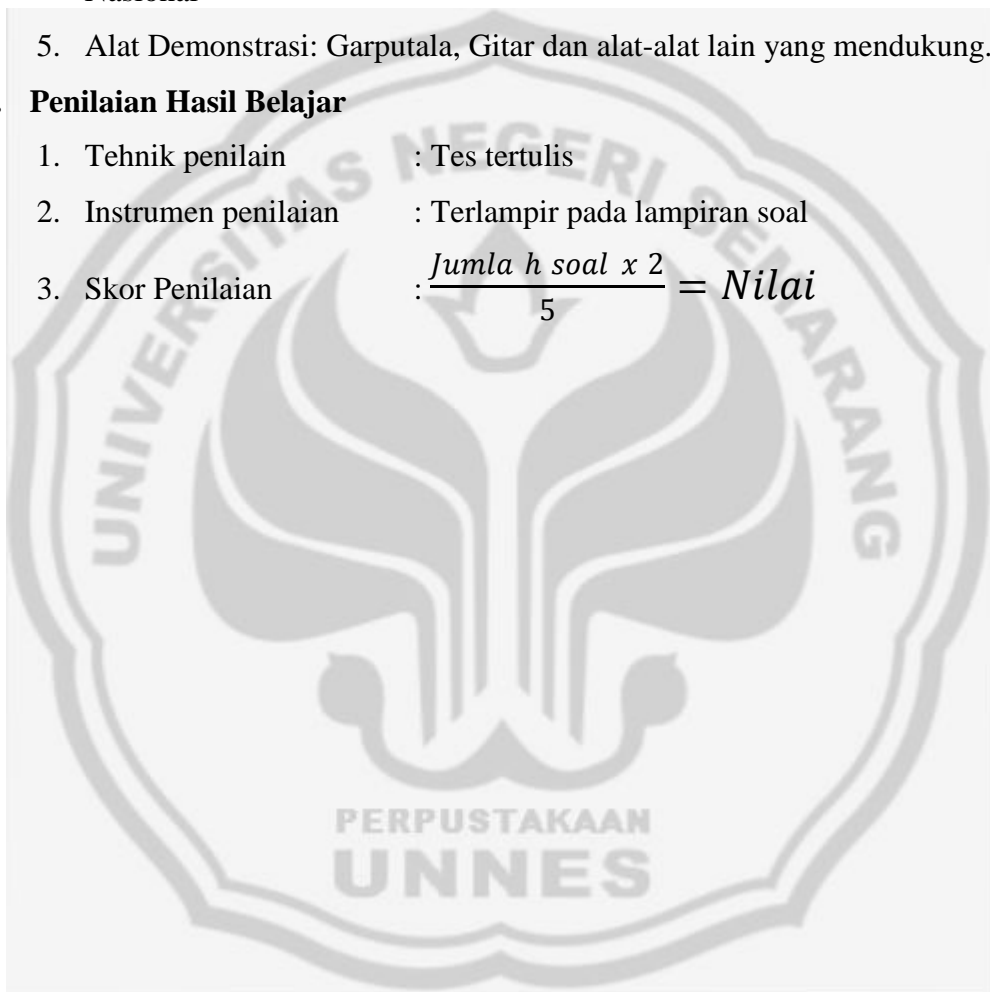 Nasional
5. Alat Demonstrasi: Garputala, Gitar dan alat-alat lain yang mendukung.
Penilaian Hasil Belajar
1. Tehnik penilain : Tes tertulis
2. Instrumen penilaian : Terlampir pada lampiran soal
3. Skor Penilaian : Jumla h soal x 2 / 5 = Nilai
UNIVERSITAS NEGERI SEMARANG
PERPUSTAKAAN
UNNES